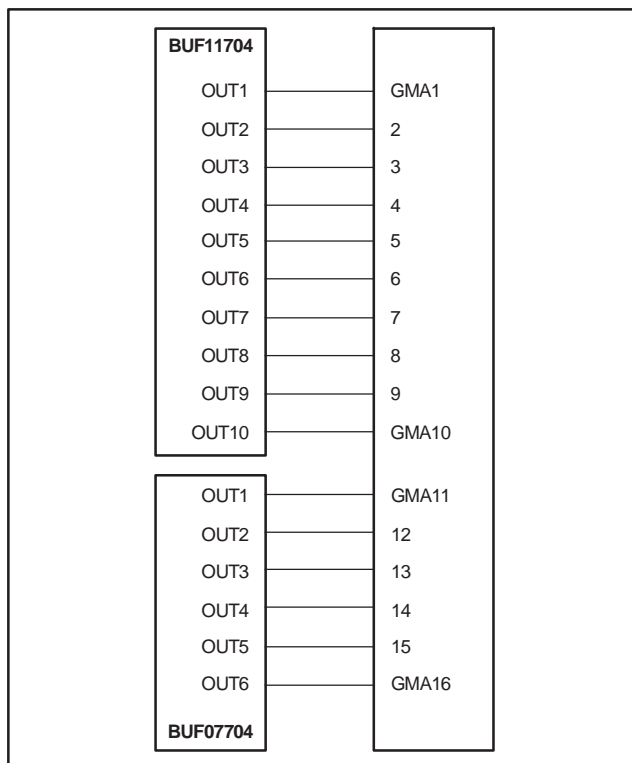 BUF11704
OUT1 GMA1
OUT2 2
OUT3 3
OUT4 4
OUT5 5
OUT6 6
OUT7 7
OUT8 8
OUT9 9
OUT10 GMA10
OUT1 GMA11
OUT2 12
OUT3 13
OUT4 14
OUT5 15
OUT6 GMA16
BUF07704